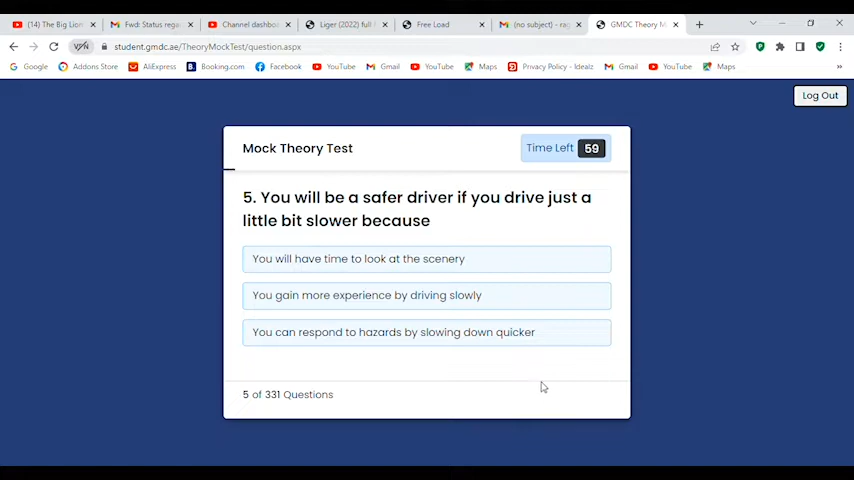 (14) The Big Lion
Fwd: Status rega
Channel dashbo
Liger (2022) full
Free Load
(no subject) - rag
GMDC Theory M
student.gmdc.ae/TheoryMockTest/question.aspx
Google
Addons Store
AliExpress
Booking.com
Facebook
YouTube
Gmail
YouTube
Maps
Privacy Policy - Idealz
Gmail
YouTube
Maps
Log Out
Mock Theory Test
Time Left 59
5. You will be a safer driver if you drive just a
little bit slower because
You will have time to look at the scenery
You gain more experience by driving slowly
You can respond to hazards by slowing down quicker
5 of 331 Questions